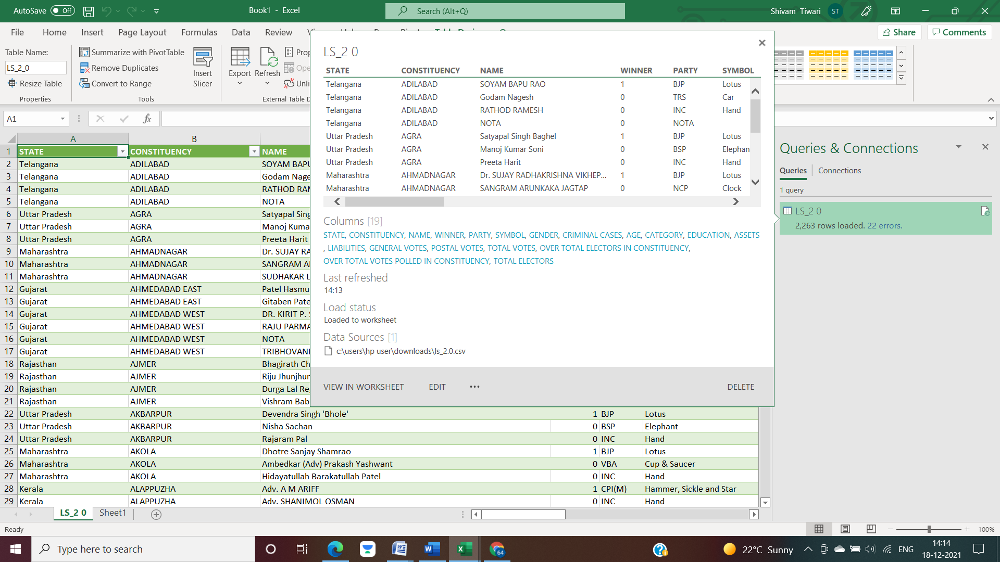 AutoSave Off
Book1 - Excel
Search (Alt+Q)
Shivam Tiwari ST
File Home Insert Page Layout Formulas Data Review
Share Comments
Table Name:
LS_2_0
Resize Table
Properties
Summarize with PivotTable
Remove Duplicates
Convert to Range
Tools
Insert
Slicer
Export Refresh
External Table D
LS_2 0
STATE CONSTITUENCY NAME WINNER PARTY SYMBOL
Telangana ADILABAD SOYAM BAPU RAO 1 BJP Lotus
Telangana ADILABAD Godam Nagesh 0 TRS Car
Telangana ADILABAD RATHOD RAMESH 0 INC Hand
Telangana ADILABAD NOTA 0 NOTA
Uttar Pradesh AGRA Satyapal Singh Baghel 1 BJP Lotus
Uttar Pradesh AGRA Manoj Kumar Soni 0 BSP Elephan
Uttar Pradesh AGRA Preeta Harit 0 INC Hand
Maharashtra AHMADNAGAR Dr. SUJAY RADHAKRISHNA VIKHEP... 1 BJP Lotus
Maharashtra AHMADNAGAR SANGRAM ARUNKAKA JAGTAP 0 NCP Clock
Columns [19]
STATE, CONSTITUENCY, NAME, WINNER, PARTY, SYMBOL, GENDER, CRIMINAL CASES, AGE, CATEGORY, EDUCATION, ASSETS
, LIABILITIES, GENERAL VOTES, POSTAL VOTES, TOTAL VOTES, OVER TOTAL ELECTORS IN CONSTITUENCY,
OVER TOTAL VOTES POLLED IN CONSTITUENCY, TOTAL ELECTORS
Last refreshed
14:13
Load status
Loaded to worksheet
Data Sources [1]
c:\users\hp user\downloads\ls_2.0.csv
VIEW IN WORKSHEET EDIT ••• DELETE
Queries & Connections
Queries Connections
1 query
LS_2 0
2,263 rows loaded. 22 errors.
A1 fx
A B
1 STATE CONSTITUENCY NAME
2 Telangana ADILABAD SOYAM BAPU
3 Telangana ADILABAD Godam Nage
4 Telangana ADILABAD RATHOD RAM
5 Telangana ADILABAD NOTA
6 Uttar Pradesh AGRA Satyapal Sing
7 Uttar Pradesh AGRA Manoj Kuma
8 Uttar Pradesh AGRA Preeta Harit
9 Maharashtra AHMADNAGAR Dr. SUJAY RA
10 Maharashtra AHMADNAGAR SANGRAM A
11 Maharashtra AHMADNAGAR SUDHAKAR L
12 Gujarat AHMEDABAD EAST Patel Hasmu
13 Gujarat AHMEDABAD EAST Gitaben Pate
14 Gujarat AHMEDABAD WEST DR. KIRIT P. S
15 Gujarat AHMEDABAD WEST RAJU PARMA
16 Gujarat AHMEDABAD WEST NOTA
17 Gujarat AHMEDABAD WEST TRIBHOVAN
18 Rajasthan AJMER Bhagirath Ch
19 Rajasthan AJMER Riju Jhunjhun
20 Rajasthan AJMER Durga Lal Re
21 Rajasthan AJMER Vishram Bab
22 Uttar Pradesh AKBARPUR Devendra Singh 'Bhole' 1 BJP Lotus
23 Uttar Pradesh AKBARPUR Nisha Sachan 0 BSP Elephant
24 Uttar Pradesh AKBARPUR Rajaram Pal 0 INC Hand
25 Maharashtra AKOLA Dhotre Sanjay Shamrao 1 BJP Lotus
26 Maharashtra AKOLA Ambedkar (Adv) Prakash Yashwant 0 VBA Cup & Saucer
27 Maharashtra AKOLA Hidayatullah Barakatullah Patel 0 INC Hand
28 Kerala ALAPPUZHA Adv. A M ARIFF 1 CPI(M) Hammer, Sickle and Star
29 Kerala ALAPPUZHA Adv. SHANIMOL OSMAN 0 INC Hand
LS_2 0 Sheet1
Ready 100%
Type here to search
64
22°C Sunny ENG
14:14
18-12-2021